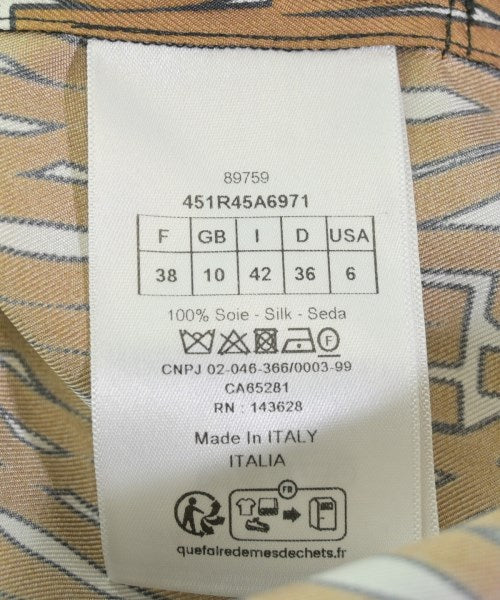 89759
451R45A6971
F GB I D USA
38 10 42 36 6
100% Soie - Silk - Seda
F
CNPJ 02-046-366/0003-99
CA65281
RN : 143628
Made In ITALY
ITALIA
FR
quefairedemesdechets.fr